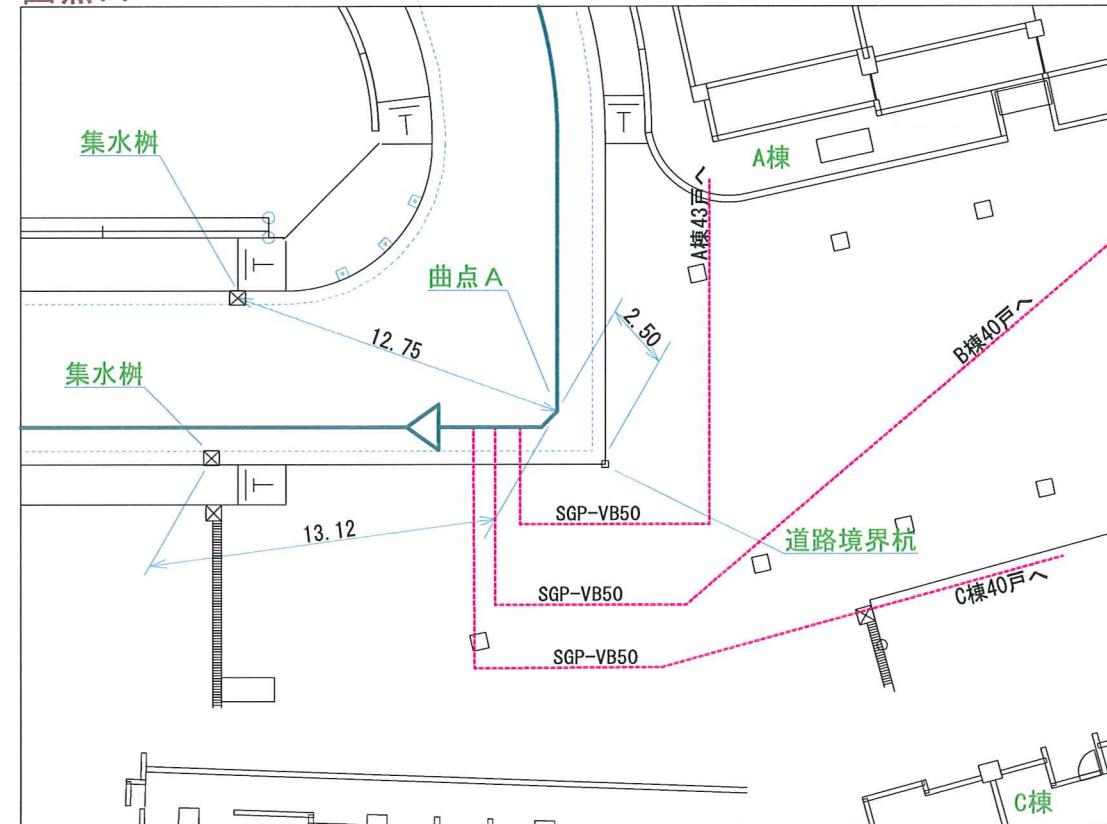 集水桝
A棟
A棟43戸へ
曲点A
2.50
12.75
B棟40戸へ
集水桝
SGP-VB50
13.12
道路境界杭
SGP-VB50
C棟40戸へ
SGP-VB50
C棟